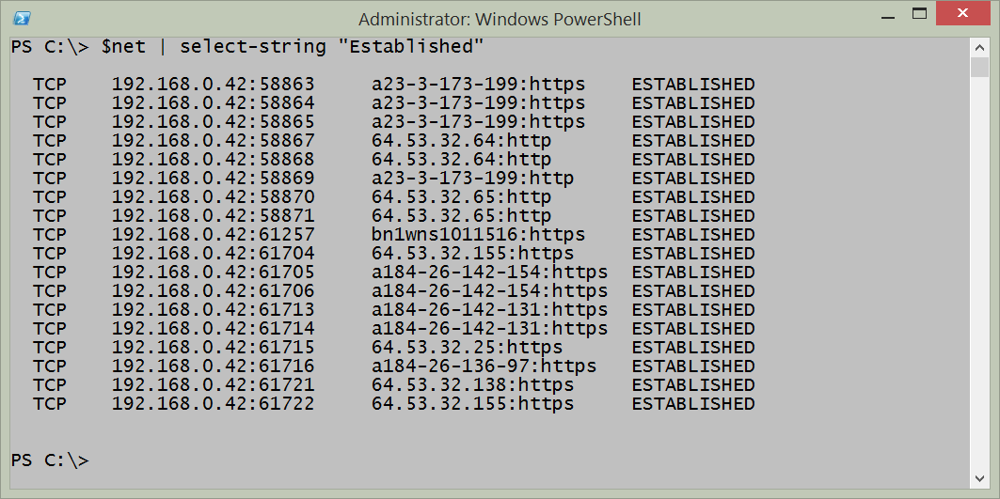 Administrator: Windows PowerShell
PS C:\> $net | select-string "Established"
TCP 192.168.0.42:58863 a23-3-173-199:https ESTABLISHED
TCP 192.168.0.42:58864 a23-3-173-199:https ESTABLISHED
TCP 192.168.0.42:58865 a23-3-173-199:https ESTABLISHED
TCP 192.168.0.42:58867 64.53.32.64:http ESTABLISHED
TCP 192.168.0.42:58868 64.53.32.64:http ESTABLISHED
TCP 192.168.0.42:58869 a23-3-173-199:http ESTABLISHED
TCP 192.168.0.42:58870 64.53.32.65:http ESTABLISHED
TCP 192.168.0.42:58871 64.53.32.65:http ESTABLISHED
TCP 192.168.0.42:61257 bn1wns1011516:https ESTABLISHED
TCP 192.168.0.42:61704 64.53.32.155:https ESTABLISHED
TCP 192.168.0.42:61705 a184-26-142-154:https ESTABLISHED
TCP 192.168.0.42:61706 a184-26-142-154:https ESTABLISHED
TCP 192.168.0.42:61713 a184-26-142-131:https ESTABLISHED
TCP 192.168.0.42:61714 a184-26-142-131:https ESTABLISHED
TCP 192.168.0.42:61715 64.53.32.25:https ESTABLISHED
TCP 192.168.0.42:61716 a184-26-136-97:https ESTABLISHED
TCP 192.168.0.42:61721 64.53.32.138:https ESTABLISHED
TCP 192.168.0.42:61722 64.53.32.155:https ESTABLISHED
PS C:\>